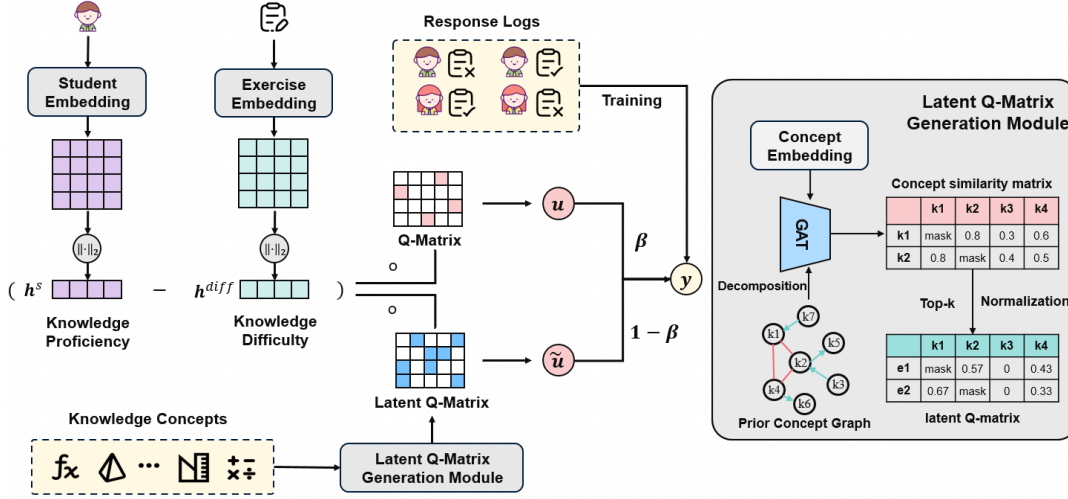 Response Logs
Student
Embedding
Exercise
Embedding
Training
Latent Q-Matrix
Generation Module
Concept
Embedding
GAT
Decomposition
Concept similarity matrix
k1 k2 k3 k4
k1 mask 0.8 0.3 0.6
k2 0.8 mask 0.4 0.5
Top-k Normalization
k1 k2 k3 k4
e1 mask 0.57 0 0.43
e2 0.67 mask 0 0.33
latent Q-matrix
k7
k1
k5
k2
k4
k3
k6
Prior Concept Graph
Q-Matrix
u
β
y
1 − β
ũ
||·||₂ ||·||₂
( hˢ − h^{diff} )
Knowledge
Proficiency
Knowledge
Difficulty
Latent Q-Matrix
Knowledge Concepts
fx ··· + − × ÷
Latent Q-Matrix
Generation Module